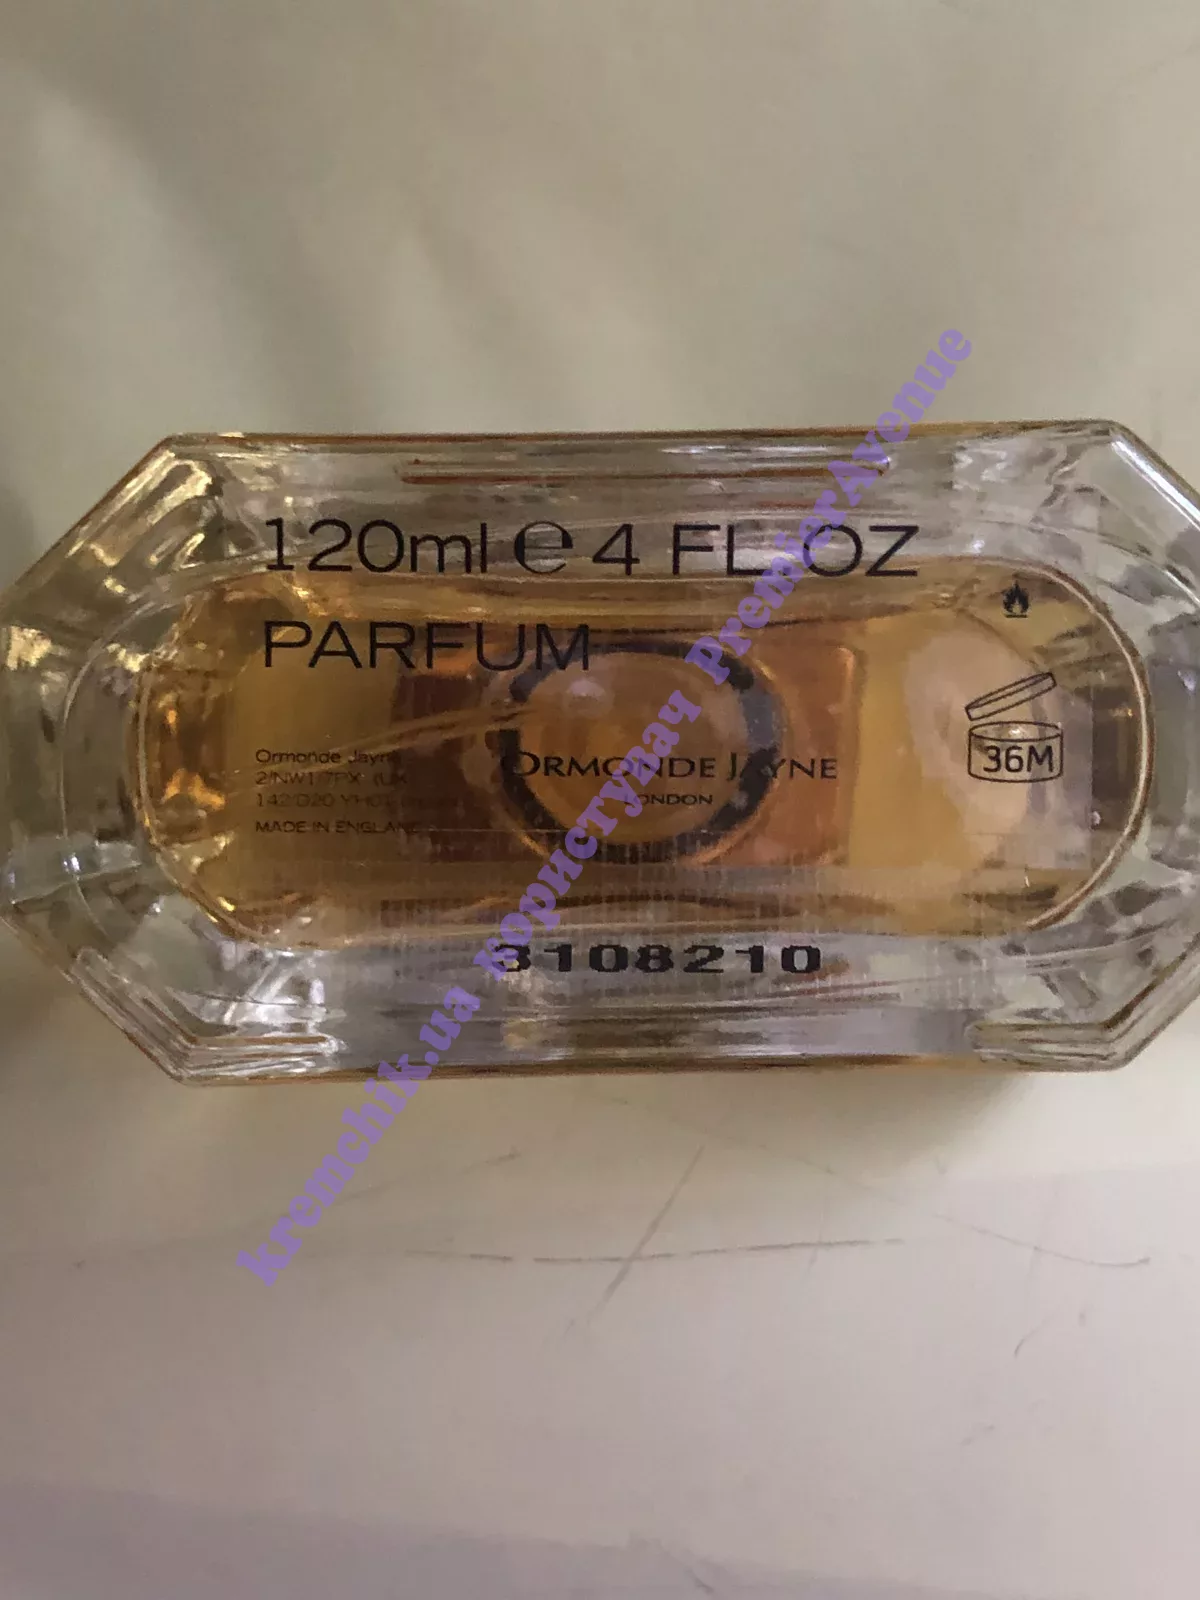 120ml e 4 FL OZ
PARFUM
Ormonde Jayne
ORMONDE JAYNE
LONDON
MADE IN ENGLAND
36M
3108210
kremchik.ua користувач PremierAvenue